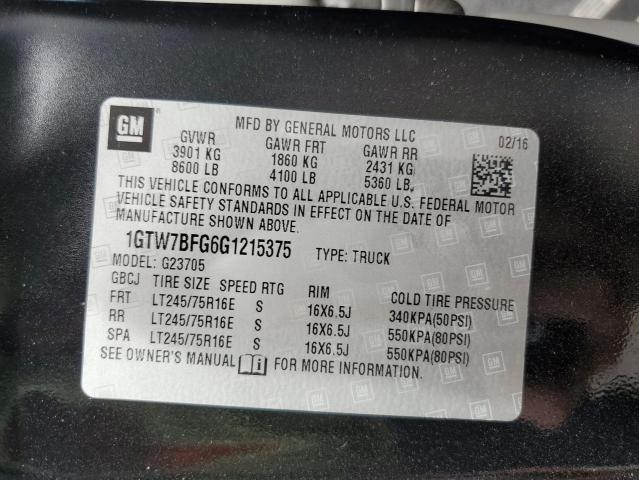 GM
MFD BY GENERAL MOTORS LLC 02/16
GVWR GAWR FRT GAWR RR
3901 KG 1860 KG 2431 KG
8600 LB 4100 LB 5360 LB
THIS VEHICLE CONFORMS TO ALL APPLICABLE U.S. FEDERAL MOTOR
VEHICLE SAFETY STANDARDS IN EFFECT ON THE DATE OF
MANUFACTURE SHOWN ABOVE.
1GTW7BFG6G1215375 TYPE: TRUCK
MODEL: G23705
GBCJ TIRE SIZE SPEED RTG RIM COLD TIRE PRESSURE
FRT LT245/75R16E S 16X6.5J 340KPA(50PSI)
RR LT245/75R16E S 16X6.5J 550KPA(80PSI)
SPA LT245/75R16E S 16X6.5J 550KPA(80PSI)
SEE OWNER'S MANUAL FOR MORE INFORMATION.